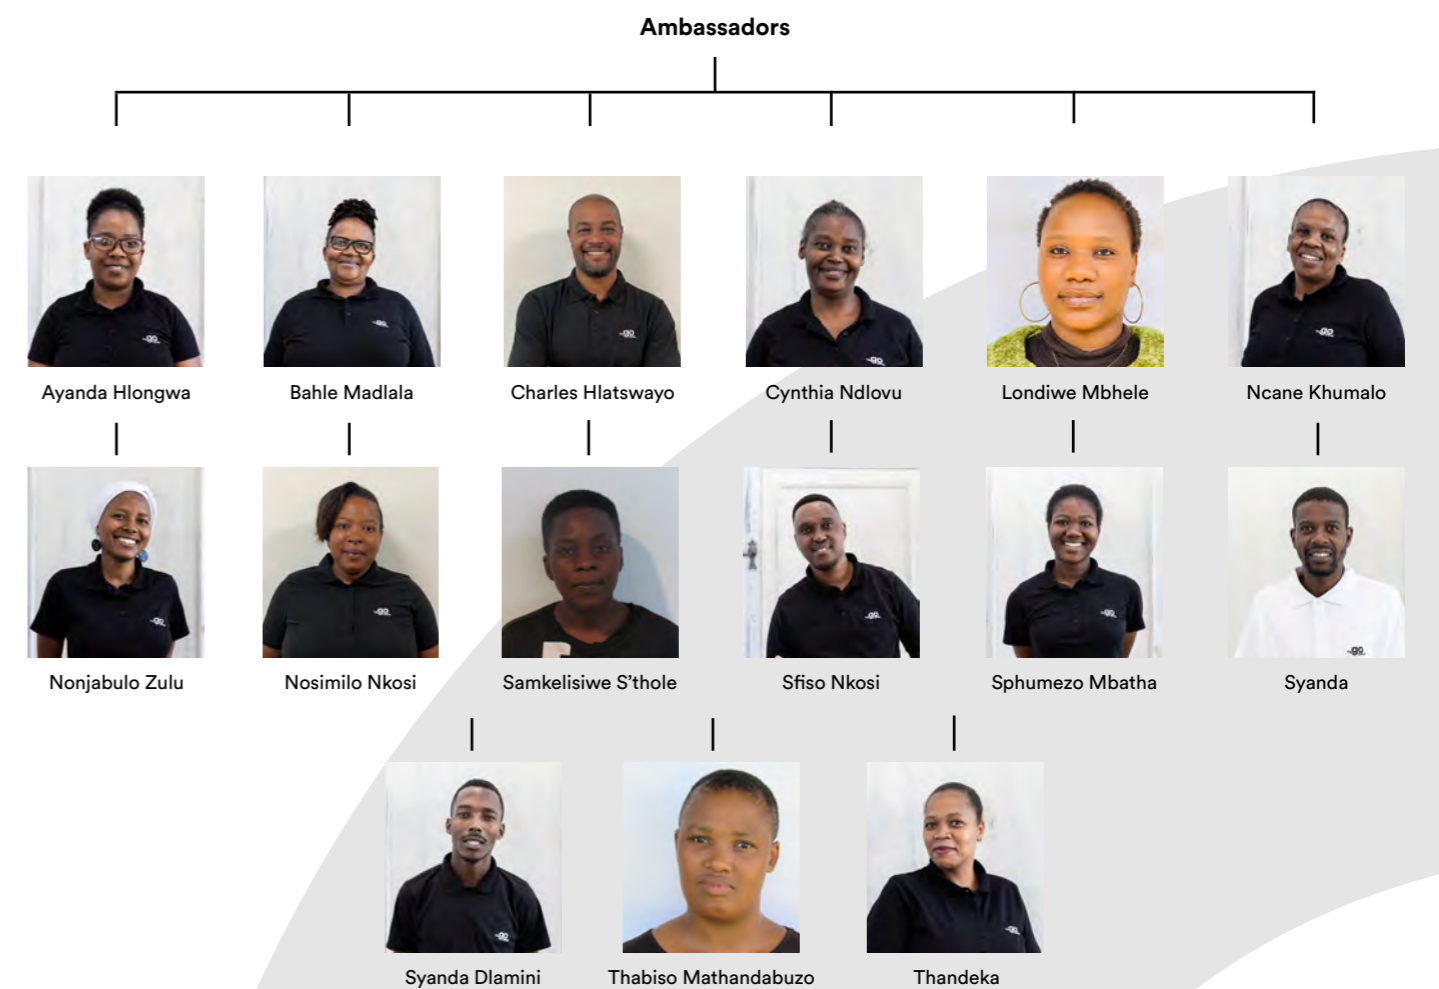 Ambassadors
Ayanda Hlongwa
Bahle Madlala
Charles Hlatswayo
Cynthia Ndlovu
Londiwe Mbhele
Ncane Khumalo
Nonjabulo Zulu
Nosimilo Nkosi
Samkelisiwe S'thole
Sfiso Nkosi
Sphumezo Mbatha
Syanda
Syanda Dlamini
Thabiso Mathandabuzo
Thandeka